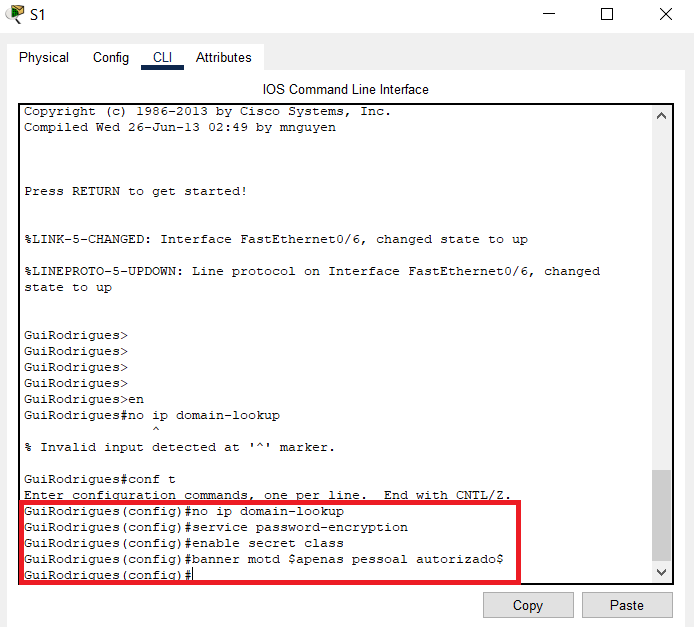 S1
Physical Config CLI Attributes
IOS Command Line Interface
Copyright (c) 1986-2013 by Cisco Systems, Inc.
Compiled Wed 26-Jun-13 02:49 by mnguyen
Press RETURN to get started!
%LINK-5-CHANGED: Interface FastEthernet0/6, changed state to up
%LINEPROTO-5-UPDOWN: Line protocol on Interface FastEthernet0/6, changed
state to up
GuiRodrigues>
GuiRodrigues>
GuiRodrigues>
GuiRodrigues>
GuiRodrigues>en
GuiRodrigues#no ip domain-lookup
^
% Invalid input detected at '^' marker.
GuiRodrigues#conf t
Enter configuration commands, one per line.  End with CNTL/Z.
GuiRodrigues(config)#no ip domain-lookup
GuiRodrigues(config)#service password-encryption
GuiRodrigues(config)#enable secret class
GuiRodrigues(config)#banner motd $apenas pessoal autorizado$
GuiRodrigues(config)#
Copy Paste